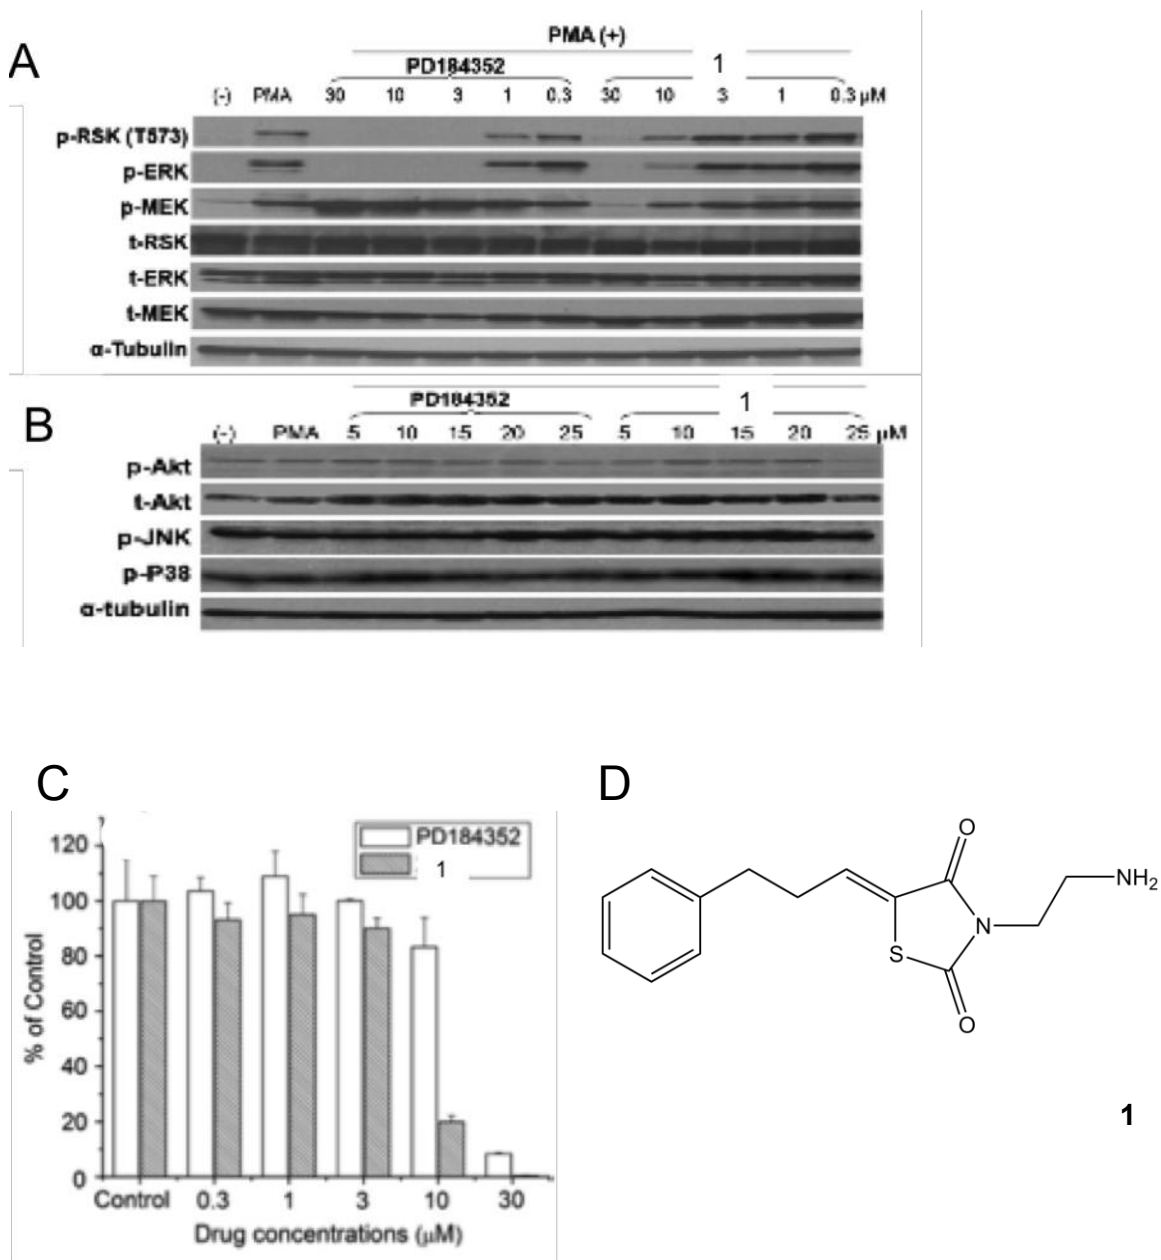 A
PMA (+)
PD184352 1
(-) PMA 30 10 3 1 0.3 30 10 3 1 0.3 μM
p-RSK (T573)
p-ERK
p-MEK
t-RSK
t-ERK
t-MEK
α-Tubulin
B
PD184352 1
(-) PMA 5 10 15 20 25 5 10 15 20 25 μM
p-Akt
t-Akt
p-JNK
p-P38
α-tubulin
C
% of Control
120
100
80
60
40
20
0
PD184352
1
Control 0.3 1 3 10 30
Drug concentrations (μM)
D
O
NH2
N
S
O
1